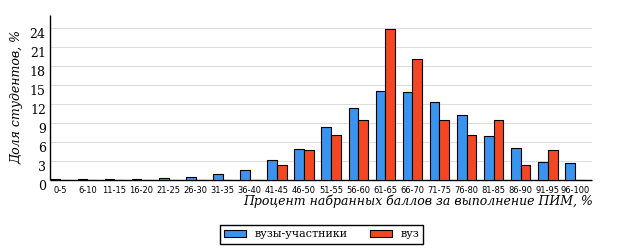 Доля студентов, %
24
21
18
15
12
9
6
3
0
0-5 6-10 11-15 16-20 21-25 26-30 31-35 36-40 41-45 46-50 51-55 56-60 61-65 66-70 71-75 76-80 81-85 86-90 91-95 96-100
Процент набранных баллов за выполнение ПИМ, %
вузы-участники вуз